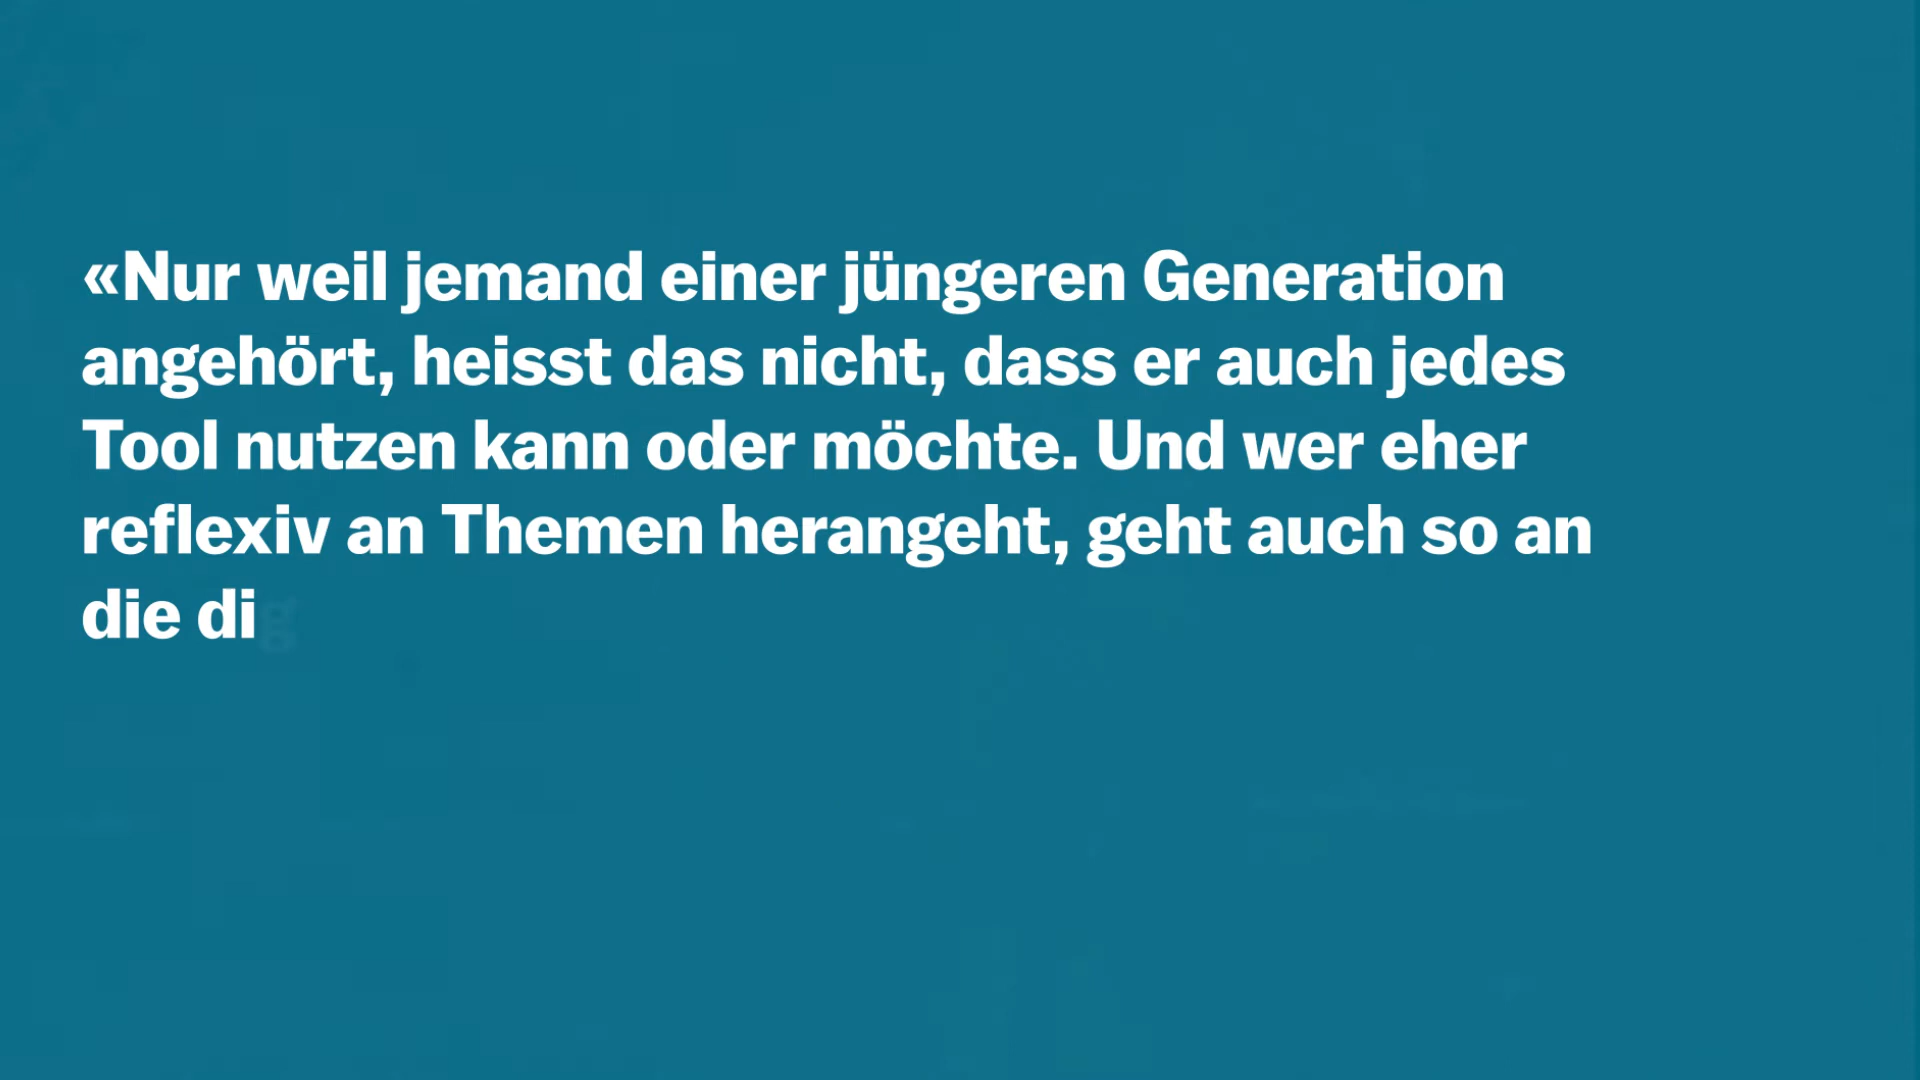 «Nur weil jemand einer jüngeren Generation
angehört, heisst das nicht, dass er auch jedes
Tool nutzen kann oder möchte. Und wer eher
reflexiv an Themen herangeht, geht auch so an
die dig